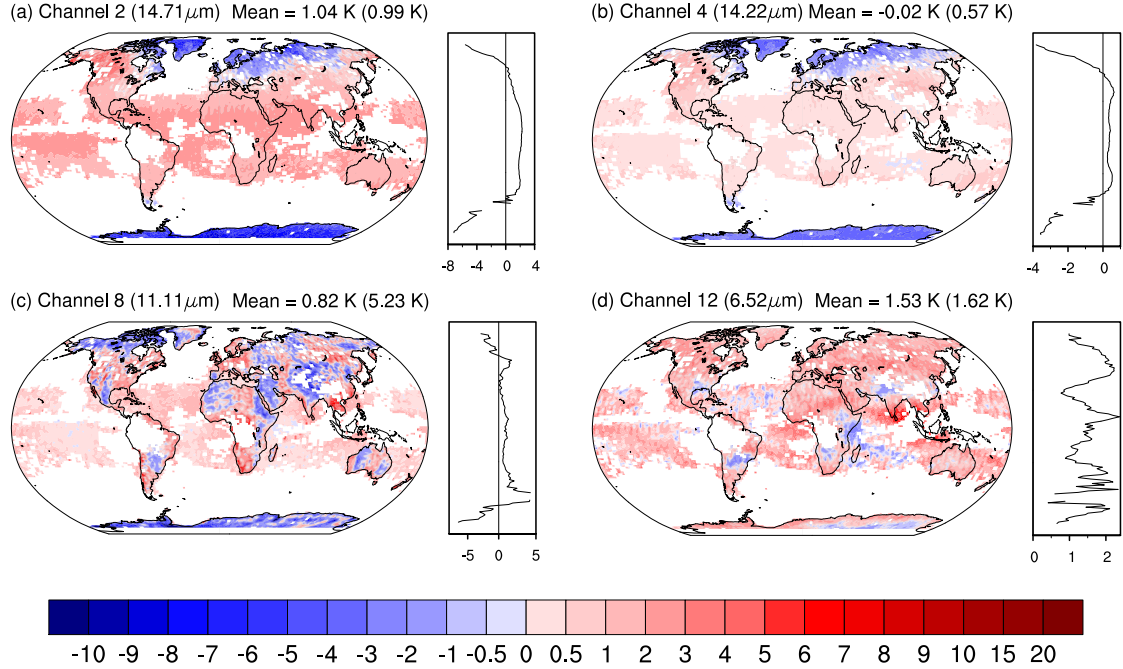 (a) Channel 2 (14.71μm) Mean = 1.04 K (0.99 K)
(b) Channel 4 (14.22μm) Mean = -0.02 K (0.57 K)
-8 -4 0 4
-4 -2 0
(c) Channel 8 (11.11μm) Mean = 0.82 K (5.23 K)
(d) Channel 12 (6.52μm) Mean = 1.53 K (1.62 K)
-5 0 5
0 1 2
-10 -9 -8 -7 -6 -5 -4 -3 -2 -1 -0.5 0 0.5 1 2 3 4 5 6 7 8 9 10 15 20